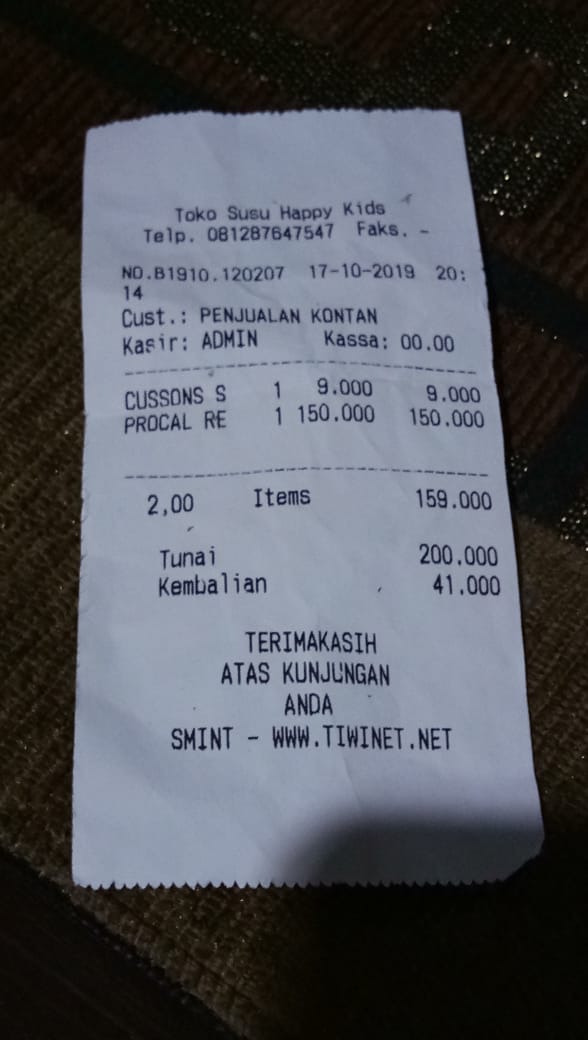 Toko Susu Happy Kids
Telp. 081287647547 Faks. -
NO.B1910.120207 17-10-2019 20:
14
Cust.: PENJUALAN KONTAN
Kasir: ADMIN Kassa: 00.00
CUSSONS S 1 9.000 9.000
PROCAL RE 1 150.000 150.000
2,00 Items 159.000
Tunai 200.000
Kembalian 41.000
TERIMAKASIH
ATAS KUNJUNGAN
ANDA
SMINT - WWW.TIWINET.NET